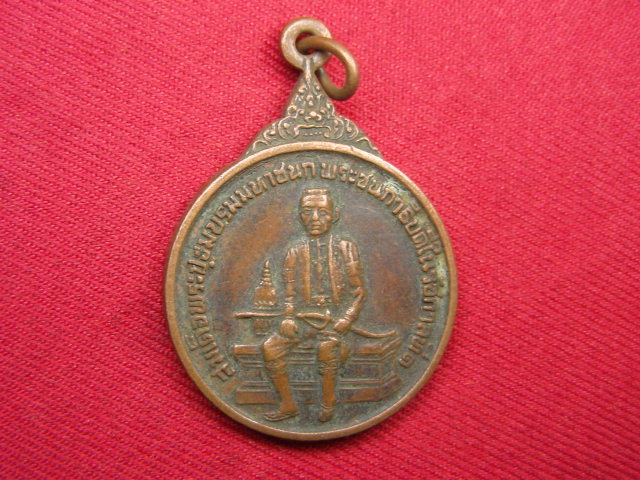 สมเด็จพระปฐมบรมมหาชนก พระชนกาธิบดีในรัชกาลที่๑